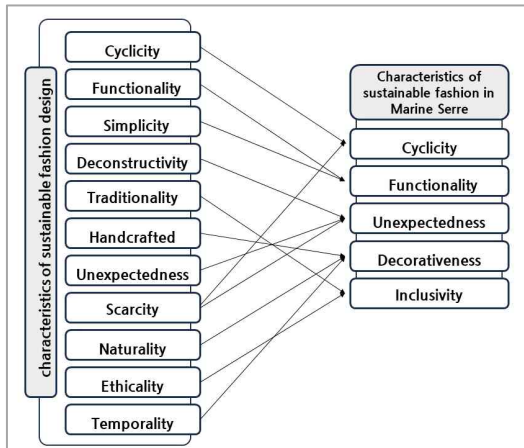 characteristics of sustainable fashion design
Cyclicity
Functionality
Simplicity
Deconstructivity
Traditionality
Handcrafted
Unexpectedness
Scarcity
Naturality
Ethicality
Temporality
Characteristics of
sustainable fashion in
Marine Serre
Cyclicity
Functionality
Unexpectedness
Decorativeness
Inclusivity